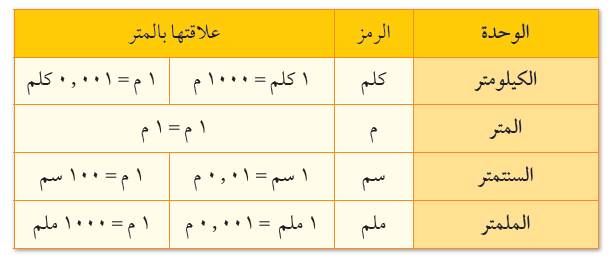 الوحدة الرمز علاقتها بالمتر
الكيلومتر كلم ١ كلم = ١٠٠٠ م ١ م = ٠,٠٠١ كلم
المتر م ١ م = ١ م
السنتمتر سم ١ سم = ٠,٠١ م ١ م = ١٠٠ سم
الملمتر ملم ١ ملم = ٠,٠٠١ م ١ م = ١٠٠٠ ملم